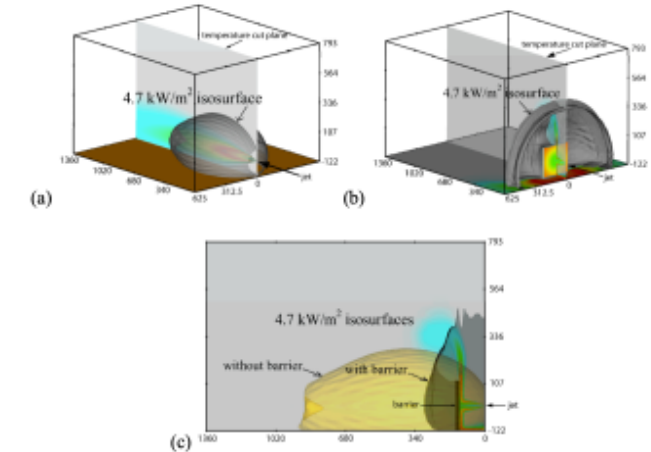 (a)
temperature cut plane
4.7 kW/m² isosurface
793
564
336
107
-122
1360
1020
680
340
625
312.5
0
jet
(b)
temperature cut plane
4.7 kW/m² isosurface
793
564
336
107
-122
1360
1020
680
340
625
312.5
0
jet
(c)
4.7 kW/m² isosurfaces
without barrier
with barrier
barrier
jet
793
564
336
107
-122
1360
1020
680
340
0